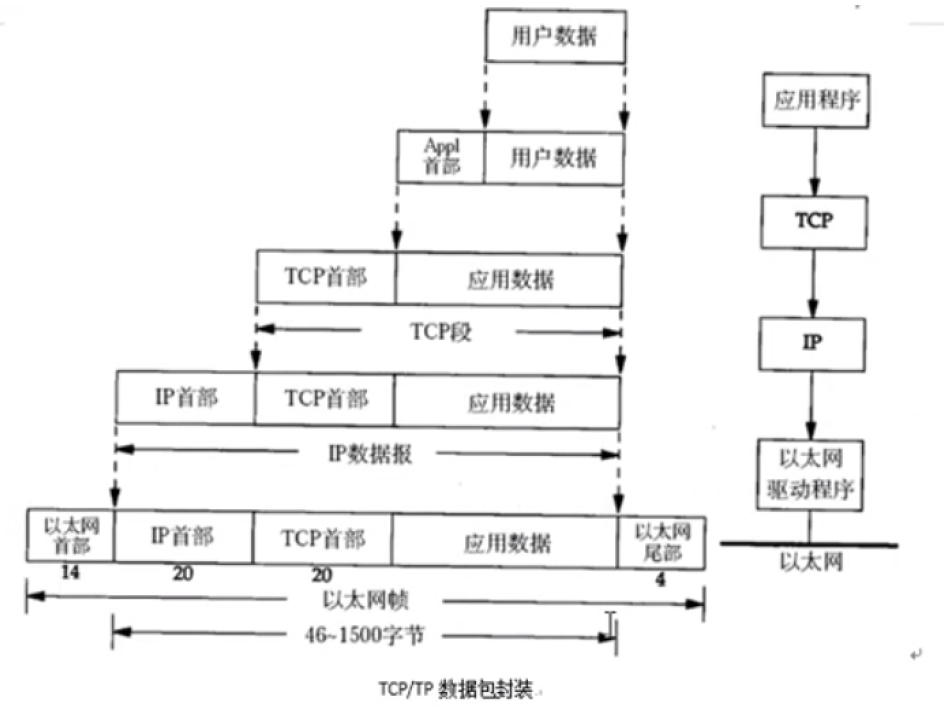 用户数据
应用程序
Appl
首部
用户数据
TCP
TCP首部
应用数据
TCP段
IP
IP首部
TCP首部
应用数据
IP数据报
以太网
驱动程序
以太网
首部
IP首部
TCP首部
应用数据
以太网
尾部
以太网
14
20
20
4
以太网帧
46~1500字节
TCP/TP 数据包封装